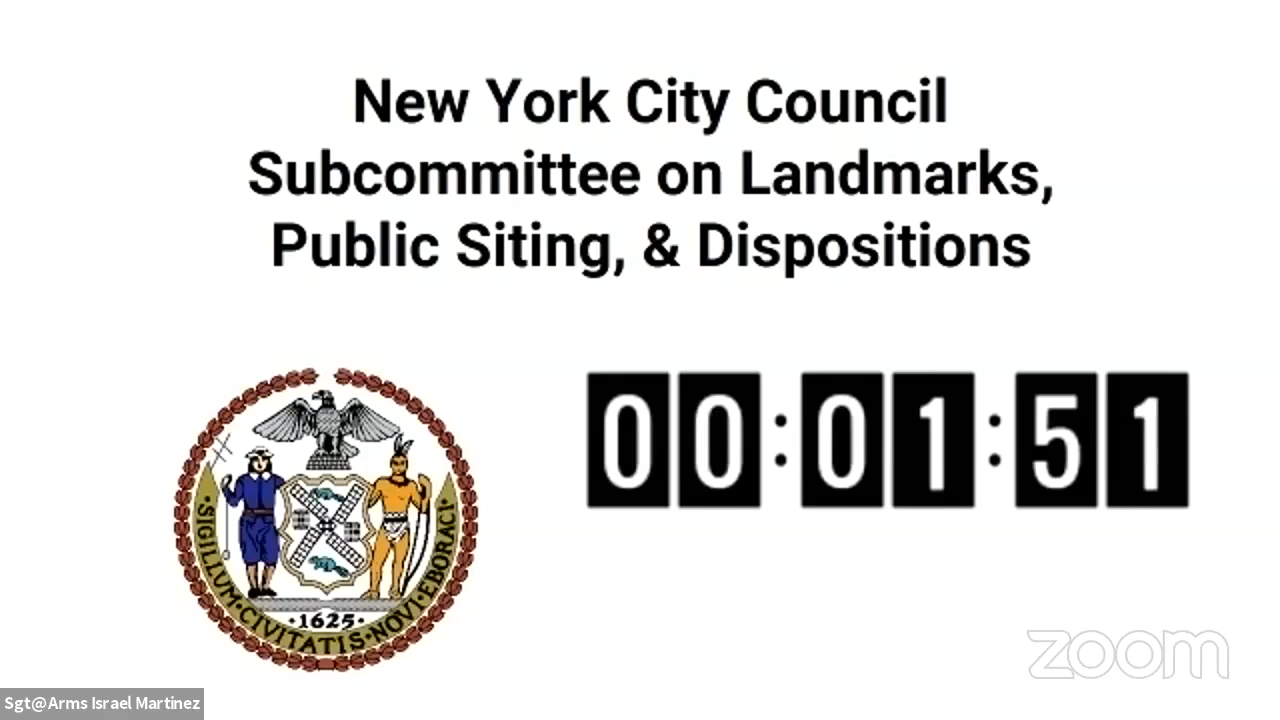 New York City Council
Subcommittee on Landmarks,
Public Siting, & Dispositions
00:01:51
·SIGILLUM·CIVITATIS·NOVI·EBORACI·
·1625·
zoom
Sgt@Arms Israel Martinez